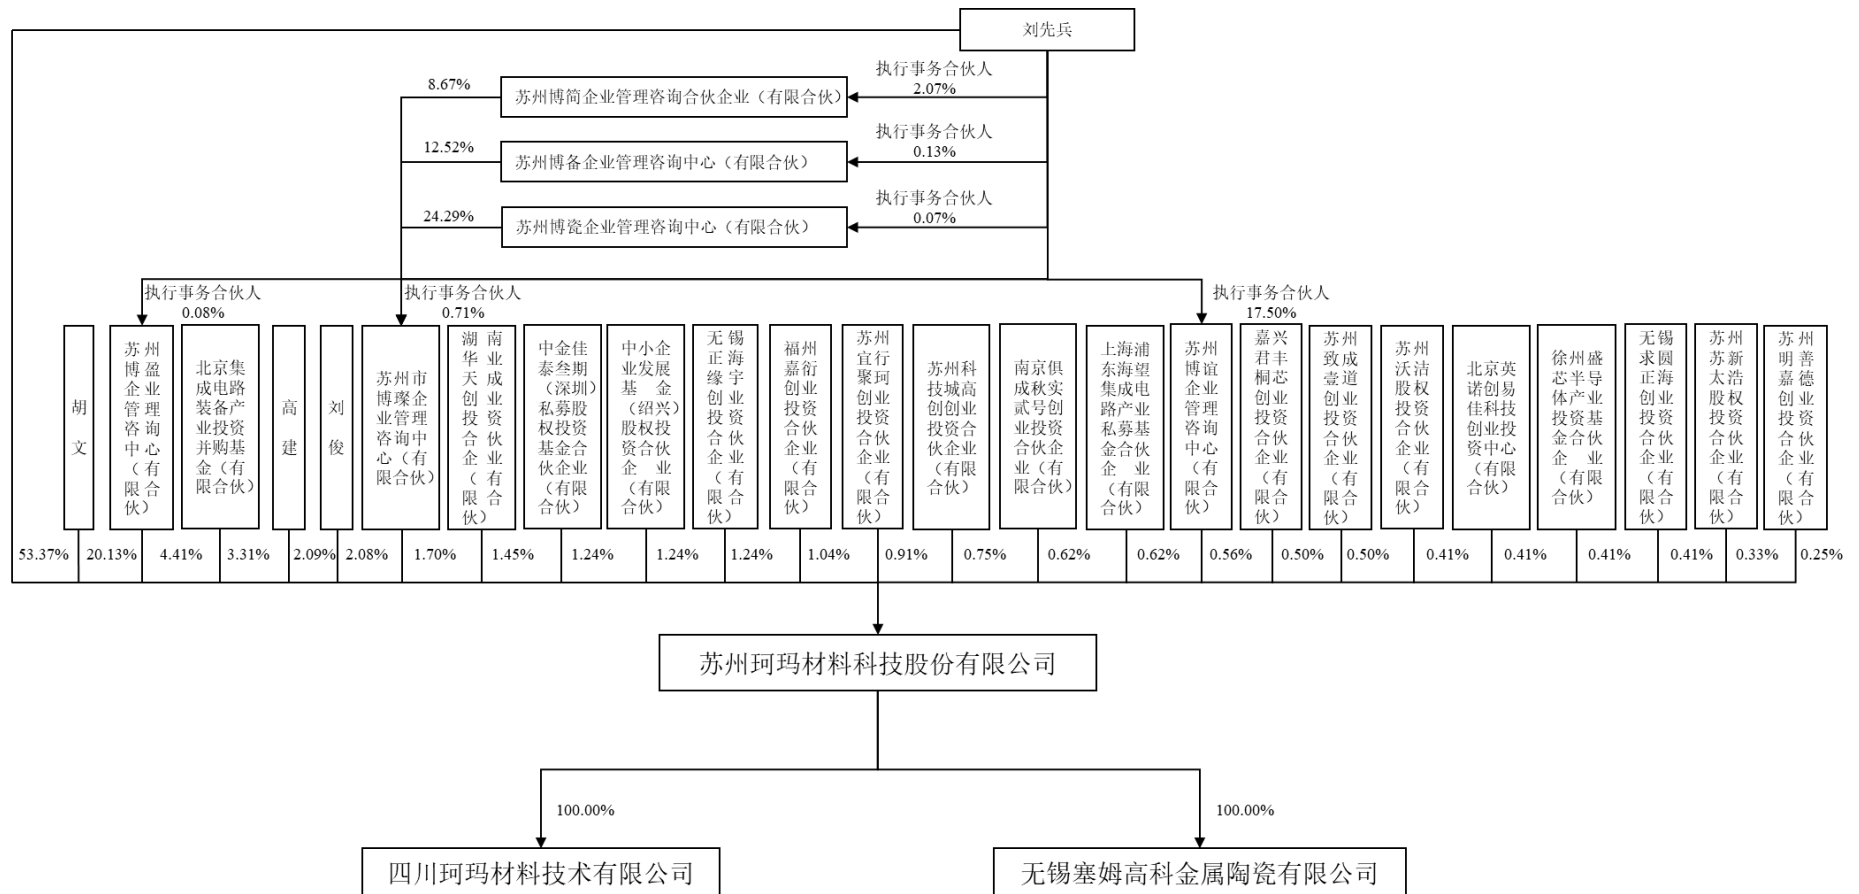 刘先兵
执行事务合伙人
8.67%
2.07%
苏州博简企业管理咨询合伙企业（有限合伙）
执行事务合伙人
12.52%
0.13%
苏州博备企业管理咨询中心（有限合伙）
执行事务合伙人
24.29%
0.07%
苏州博瓷企业管理咨询中心（有限合伙）
执行事务合伙人
0.08%
执行事务合伙人
0.71%
执行事务合伙人
17.50%
胡
文
苏州
博盈
企业
管理
咨询
中心
（有
限合
伙）
北京集
成电路
装备产
业投资
并购基
金（有
限合伙）
高
建
刘
俊
苏州市
博璨企
业管理
咨询中
心（有
限合伙）
湖南
华业
天成
创业
投资
合伙
企业
（有
限合
伙）
中金佳
泰叁期
（深圳）
私募股
权投资
基金合
伙企业
（有限
合伙）
中小企
业发展
基金
（绍兴）
股权投
资合伙
企业
（有限
合伙）
无锡
正海
缘宇
创业
投资
合伙
企业
（有
限合
伙）
福州
嘉衍
创业
投资
合伙
企业
（有
限合
伙）
苏州
宜行
聚珂
创业
投资
合伙
企业
（有
限合
伙）
苏州科
技城高
创创业
投资合
伙企业
（有限
合伙）
南京俱
成秋实
贰号创
业投资
合伙企
业（有
限合伙）
上海浦
东海望
集成电
路产业
私募基
金合伙
企业
（有限
合伙）
苏州
博谊
企业
管理
咨询
中心
（有
限合
伙）
嘉兴
君丰
桐芯
创业
投资
合伙
企业
（有
限合
伙）
苏州
致成
壹道
创业
投资
合伙
企业
（有
限合
伙）
苏州
沃洁
股权
投资
合伙
企业
（有
限合
伙）
北京英
诺创易
佳科技
创业投
资中心
（有限
合伙）
徐州盛
芯半导
体产业
投资基
金合伙
企业
（有限
合伙）
无锡
求圆
正海
创业
投资
合伙
企业
（有
限合
伙）
苏州
苏新
太浩
股权
投资
合伙
企业
（有
限合
伙）
苏州
明善
嘉德
创业
投资
合伙
企业
（有
限合
伙）
53.37%
20.13%
4.41%
3.31%
2.09%
2.08%
1.70%
1.45%
1.24%
1.24%
1.24%
1.04%
0.91%
0.75%
0.62%
0.62%
0.56%
0.50%
0.50%
0.41%
0.41%
0.41%
0.41%
0.33%
0.25%
苏州珂玛材料科技股份有限公司
100.00%
100.00%
四川珂玛材料技术有限公司
无锡塞姆高科金属陶瓷有限公司